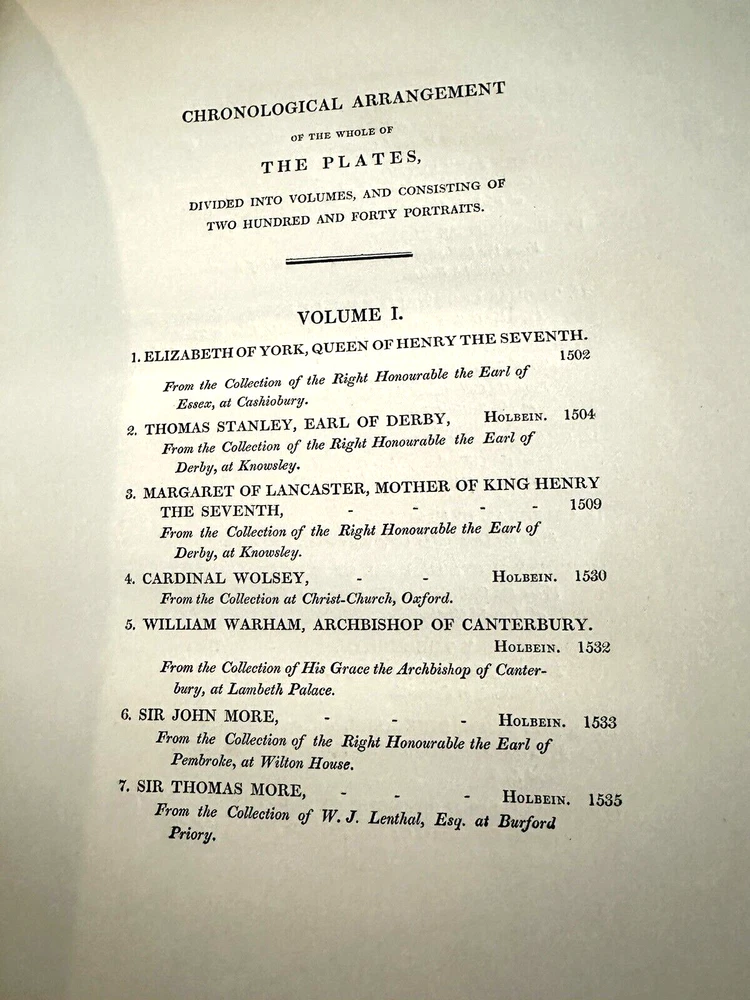 CHRONOLOGICAL ARRANGEMENT
OF THE WHOLE OF
THE PLATES,
DIVIDED INTO VOLUMES, AND CONSISTING OF
TWO HUNDRED AND FORTY PORTRAITS.
VOLUME I.
1. ELIZABETH OF YORK, QUEEN OF HENRY THE SEVENTH.
1502
From the Collection of the Right Honourable the Earl of
Essex, at Cashiobury.
2. THOMAS STANLEY, EARL OF DERBY, HOLBEIN. 1504
From the Collection of the Right Honourable the Earl of
Derby, at Knowsley.
3. MARGARET OF LANCASTER, MOTHER OF KING HENRY
THE SEVENTH, - - - - 1509
From the Collection of the Right Honourable the Earl of
Derby, at Knowsley.
4. CARDINAL WOLSEY, - - HOLBEIN. 1530
From the Collection at Christ-Church, Oxford.
5. WILLIAM WARHAM, ARCHBISHOP OF CANTERBURY.
HOLBEIN. 1532
From the Collection of His Grace the Archbishop of Canter-
bury, at Lambeth Palace.
6. SIR JOHN MORE, - - - HOLBEIN. 1533
From the Collection of the Right Honourable the Earl of
Pembroke, at Wilton House.
7. SIR THOMAS MORE, - - - HOLBEIN. 1535
From the Collection of W. J. Lenthal, Esq. at Burford
Priory.